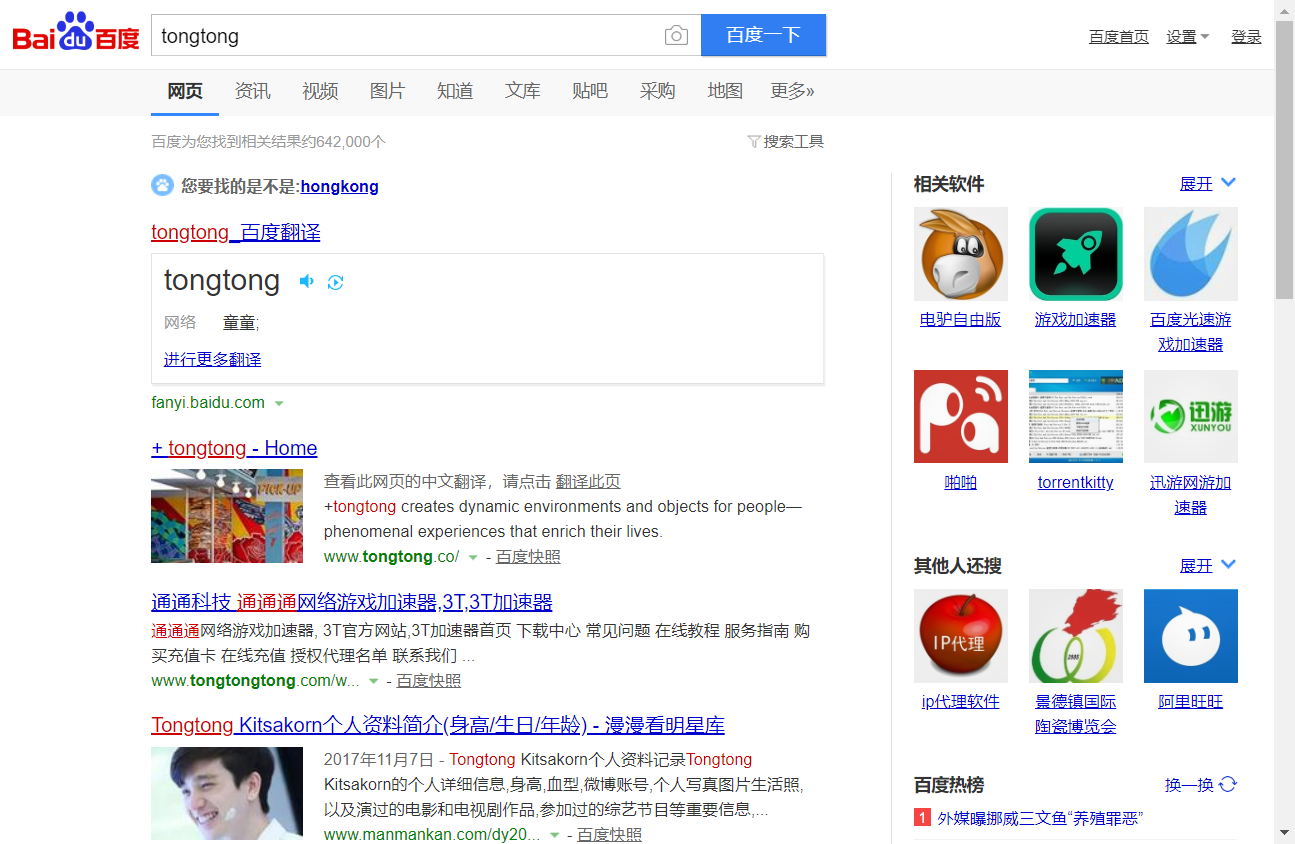 Bai du 百度
tongtong
百度一下
百度首页 设置 登录
网页 资讯 视频 图片 知道 文库 贴吧 采购 地图 更多»
百度为您找到相关结果约642,000个
搜索工具
您要找的是不是:hongkong
tongtong_百度翻译
tongtong
网络 童童;
进行更多翻译
fanyi.baidu.com
+ tongtong - Home
PICK-UP
查看此网页的中文翻译，请点击 翻译此页
+tongtong creates dynamic environments and objects for people—
phenomenal experiences that enrich their lives.
www.tongtong.co/ - 百度快照
通通科技 通通通网络游戏加速器,3T,3T加速器
通通通网络游戏加速器, 3T官方网站,3T加速器首页 下载中心 常见问题 在线教程 服务指南 购
买充值卡 在线充值 授权代理名单 联系我们 ...
www.tongtongtong.com/w... - 百度快照
Tongtong Kitsakorn个人资料简介(身高/生日/年龄) - 漫漫看明星库
2017年11月7日 - Tongtong Kitsakorn个人资料记录Tongtong
Kitsakorn的个人详细信息,身高,血型,微博账号,个人写真图片生活照,
以及演过的电影和电视剧作品,参加过的综艺节目等重要信息,...
www.manmankan.com/dy20... - 百度快照
相关软件 展开
电驴自由版 游戏加速器 百度光速游
戏加速器
Pa
迅游
XUNYOU
啪啪 torrentkitty 迅游网游加
速器
其他人还搜 展开
IP代理
ip代理软件 景德镇国际 阿里旺旺
陶瓷博览会
百度热榜 换一换
1 外媒曝挪威三文鱼“养殖罪恶”